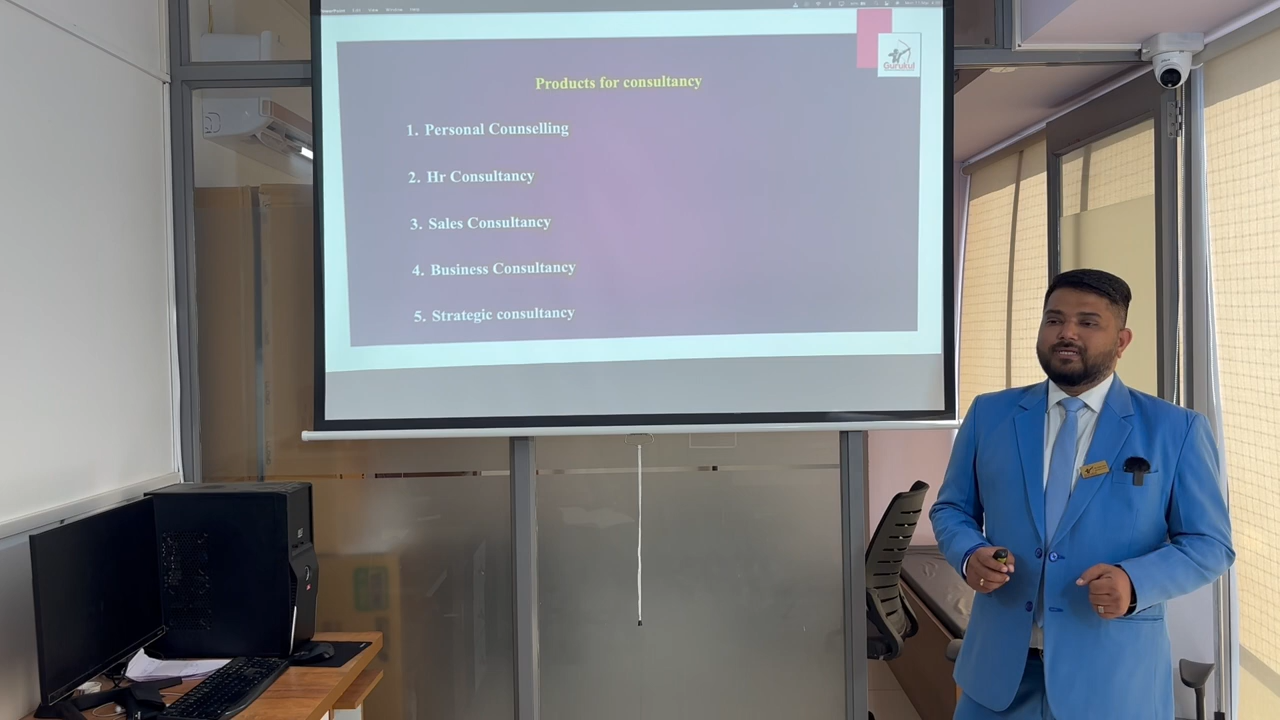 Gurukul
Products for consultancy
1. Personal Counselling
2. Hr Consultancy
3. Sales Consultancy
4. Business Consultancy
5. Strategic consultancy